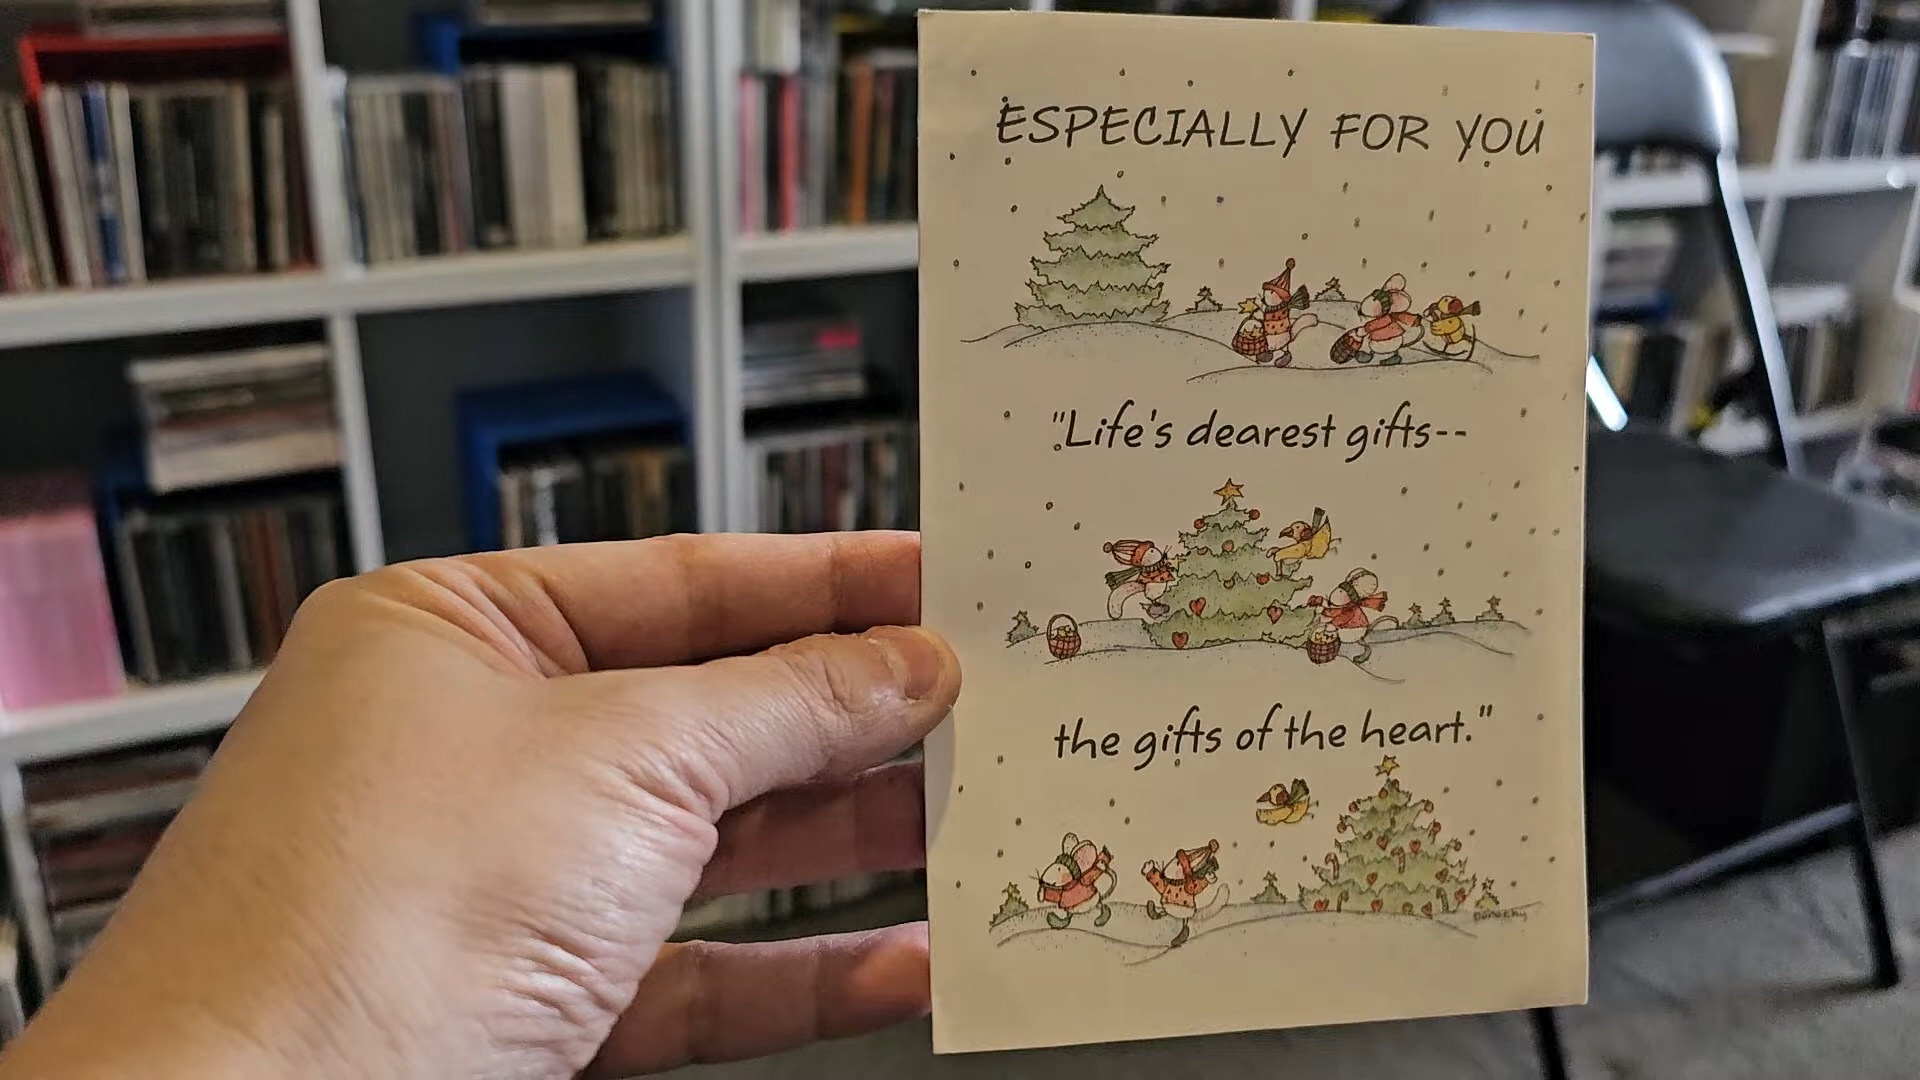 ESPECIALLY FOR YOU
"Life's dearest gifts--
the gifts of the heart."